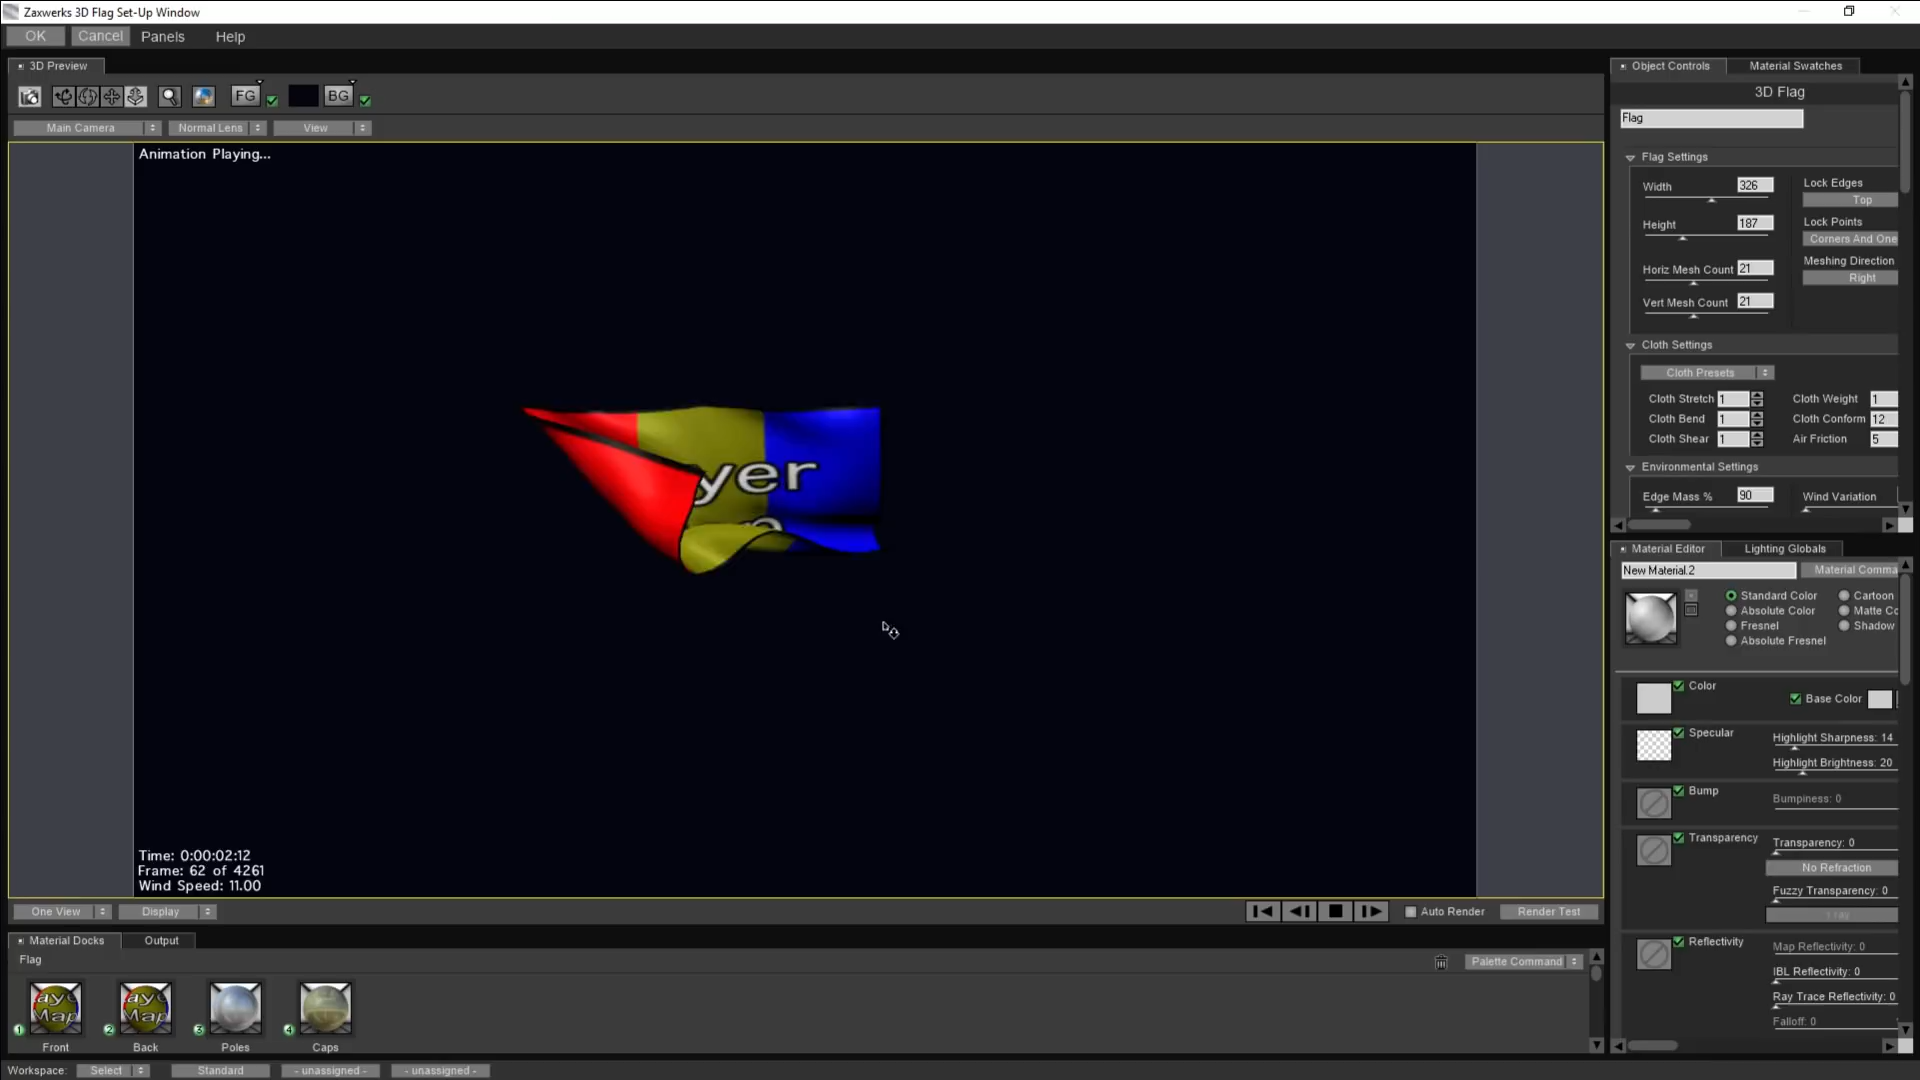 Zaxwerks 3D Flag Set-Up Window
OK Cancel Panels Help
3D Preview
FG BG
Main Camera Normal Lens View
Animation Playing...
yer
Time: 0:00:02:12
Frame: 62 of 4261
Wind Speed: 11.00
One View Display
Auto Render Render Test
Material Docks Output
Flag
Palette Command
1 2 3 4
Front Back Poles Caps
Workspace: Select Standard - unassigned - - unassigned -
Object Controls Material Swatches
3D Flag
Flag
Flag Settings
Width 326 Lock Edges
Top
Height 187 Lock Points
Corners And One
Meshing Direction
Horiz Mesh Count 21 Right
Vert Mesh Count 21
Cloth Settings
Cloth Presets
Cloth Stretch 1 Cloth Weight 1
Cloth Bend 1 Cloth Conform 12
Cloth Shear 1 Air Friction 5
Environmental Settings
Edge Mass % 90 Wind Variation
Material Editor Lighting Globals
New Material.2 Material Comma
Standard Color Cartoon
Absolute Color Matte Co
Fresnel Shadow
Absolute Fresnel
Color Base Color
Specular Highlight Sharpness: 14
Highlight Brightness: 20
Bump Bumpiness: 0
Transparency Transparency: 0
No Refraction
Fuzzy Transparency: 0
Reflectivity Map Reflectivity: 0
IBL Reflectivity: 0
Ray Trace Reflectivity: 0
Falloff: 0